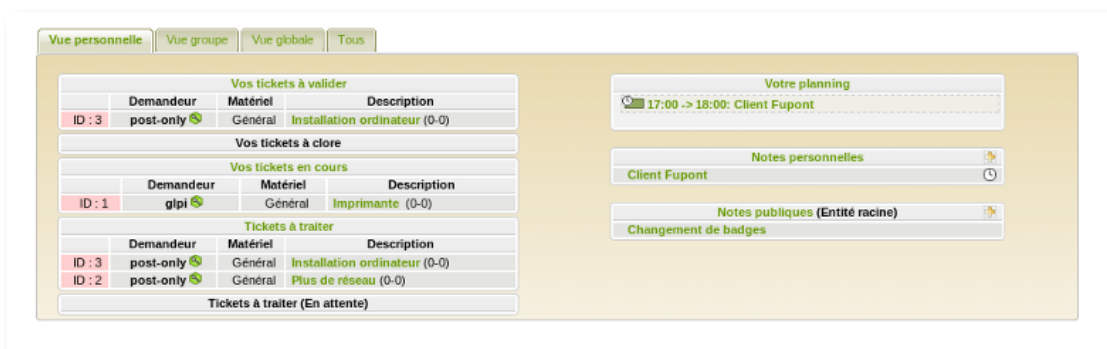 Vue personnelle Vue groupe Vue globale Tous
Vos tickets à valider
Demandeur Matériel Description
ID : 3 post-only Général Installation ordinateur (0-0)
Vos tickets à clore
Vos tickets en cours
Demandeur Matériel Description
ID : 1 glpi Général Imprimante (0-0)
Tickets à traiter
Demandeur Matériel Description
ID : 3 post-only Général Installation ordinateur (0-0)
ID : 2 post-only Général Plus de réseau (0-0)
Tickets à traiter (En attente)
Votre planning
17:00 -> 18:00: Client Fupont
Notes personnelles
Client Fupont
Notes publiques (Entité racine)
Changement de badges